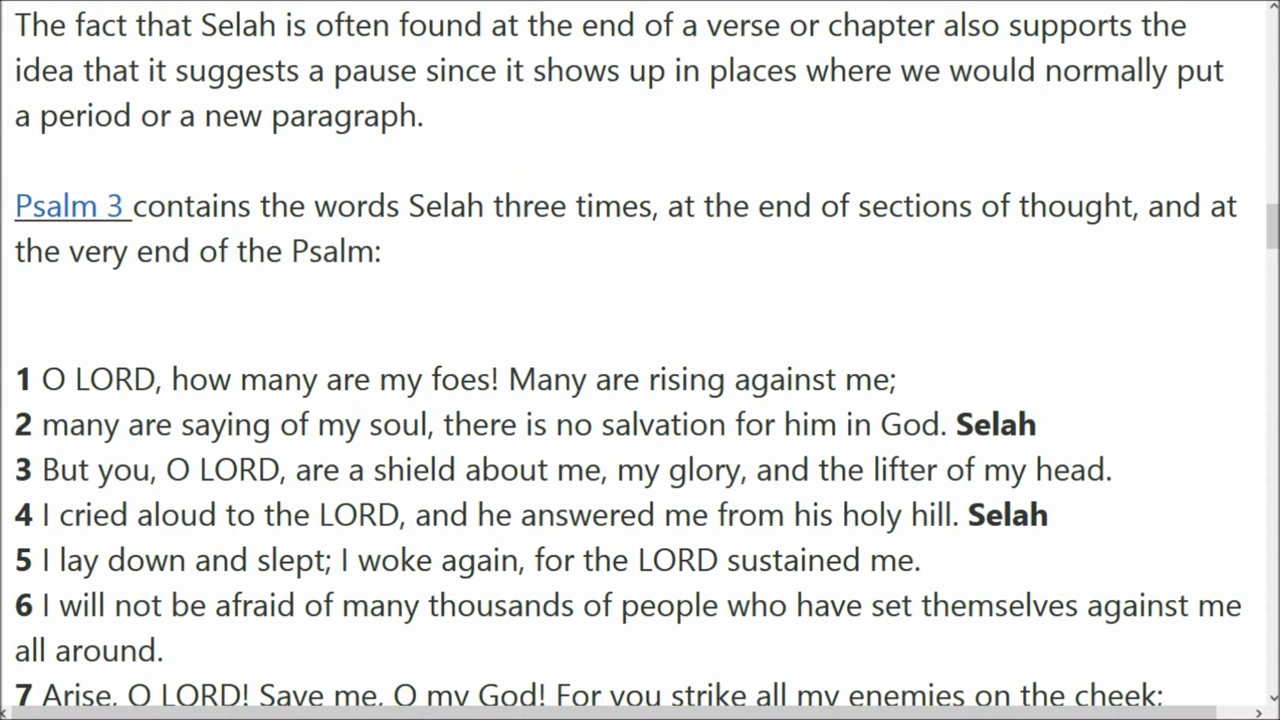 The fact that Selah is often found at the end of a verse or chapter also supports the
idea that it suggests a pause since it shows up in places where we would normally put
a period or a new paragraph.
Psalm 3 contains the words Selah three times, at the end of sections of thought, and at
the very end of the Psalm:
1 O LORD, how many are my foes! Many are rising against me;
2 many are saying of my soul, there is no salvation for him in God. Selah
3 But you, O LORD, are a shield about me, my glory, and the lifter of my head.
4 I cried aloud to the LORD, and he answered me from his holy hill. Selah
5 I lay down and slept; I woke again, for the LORD sustained me.
6 I will not be afraid of many thousands of people who have set themselves against me
all around.
7 Arise, O LORD! Save me, O my God! For you strike all my enemies on the cheek;